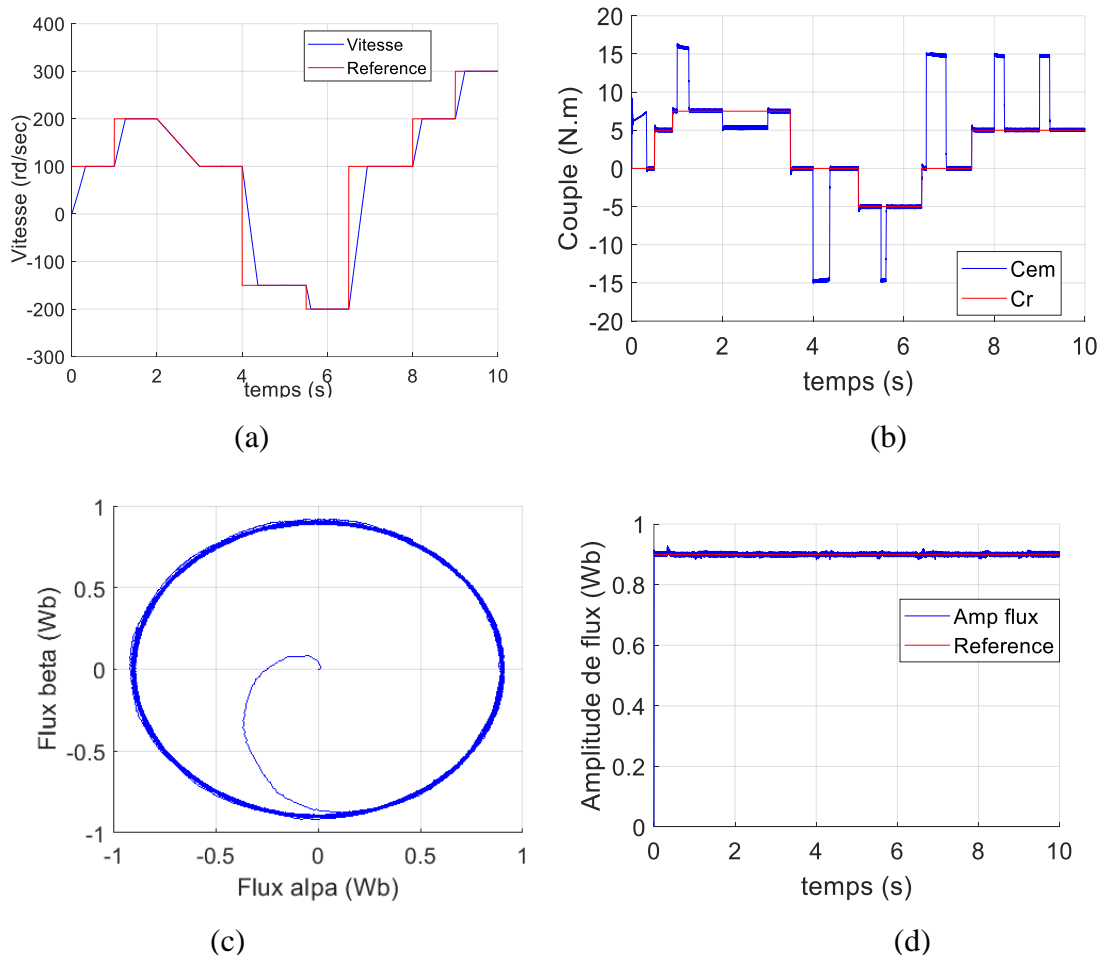 400
300
200
100
0
-100
-200
-300
Vitesse (rd/sec)
Vitesse
Reference
0 2 4 6 8 10
temps (s)
(a)
20
15
10
5
0
-5
-10
-15
-20
Couple (N.m)
Cem
Cr
0 2 4 6 8 10
temps (s)
(b)
1
0.5
0
-0.5
-1
Flux beta (Wb)
-1 -0.5 0 0.5 1
Flux alpa (Wb)
(c)
1
0.8
0.6
0.4
0.2
0
Amplitude de flux (Wb)
Amp flux
Reference
0 2 4 6 8 10
temps (s)
(d)